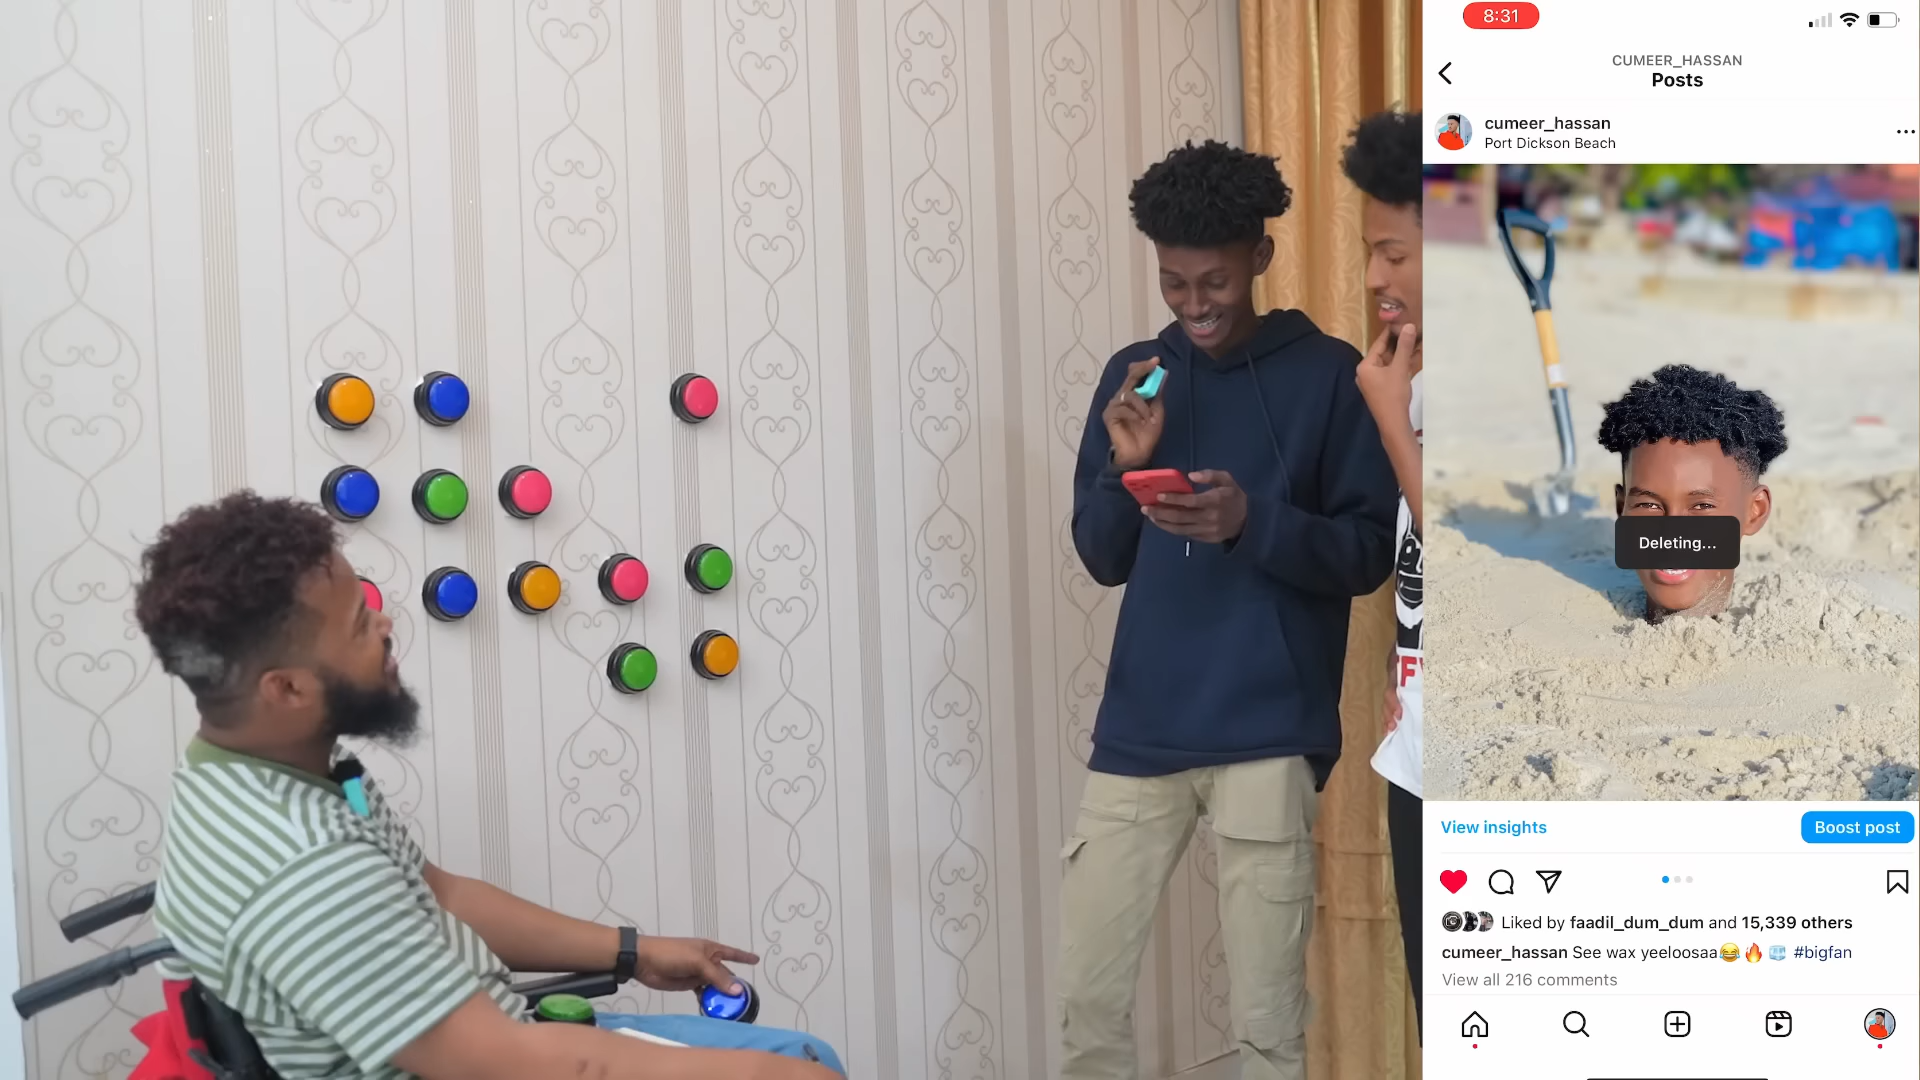 8:31
CUMEER_HASSAN
Posts
cumeer_hassan
Port Dickson Beach
Deleting...
View insights
Boost post
Liked by faadil_dum_dum and 15,339 others
cumeer_hassan See wax yeeloosaa😂🔥🧊 #bigfan
View all 216 comments